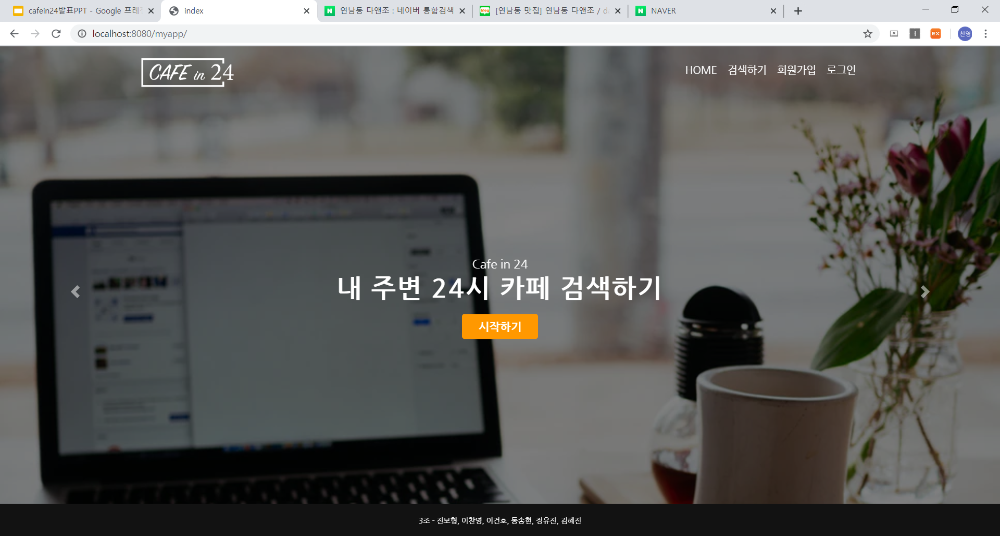 cafein24발표PPT - Google 프레
index
연남동 다앤조 : 네이버 통합검색
[연남동 맛집] 연남동 다앤조 / d
NAVER
localhost:8080/myapp/
EX
찬영
CAFE in 24
HOME 검색하기 회원가입 로그인
Cafe in 24
내 주변 24시 카페 검색하기
시작하기
3조 - 진보형, 이찬영, 이건호, 등송현, 정유진, 김혜진